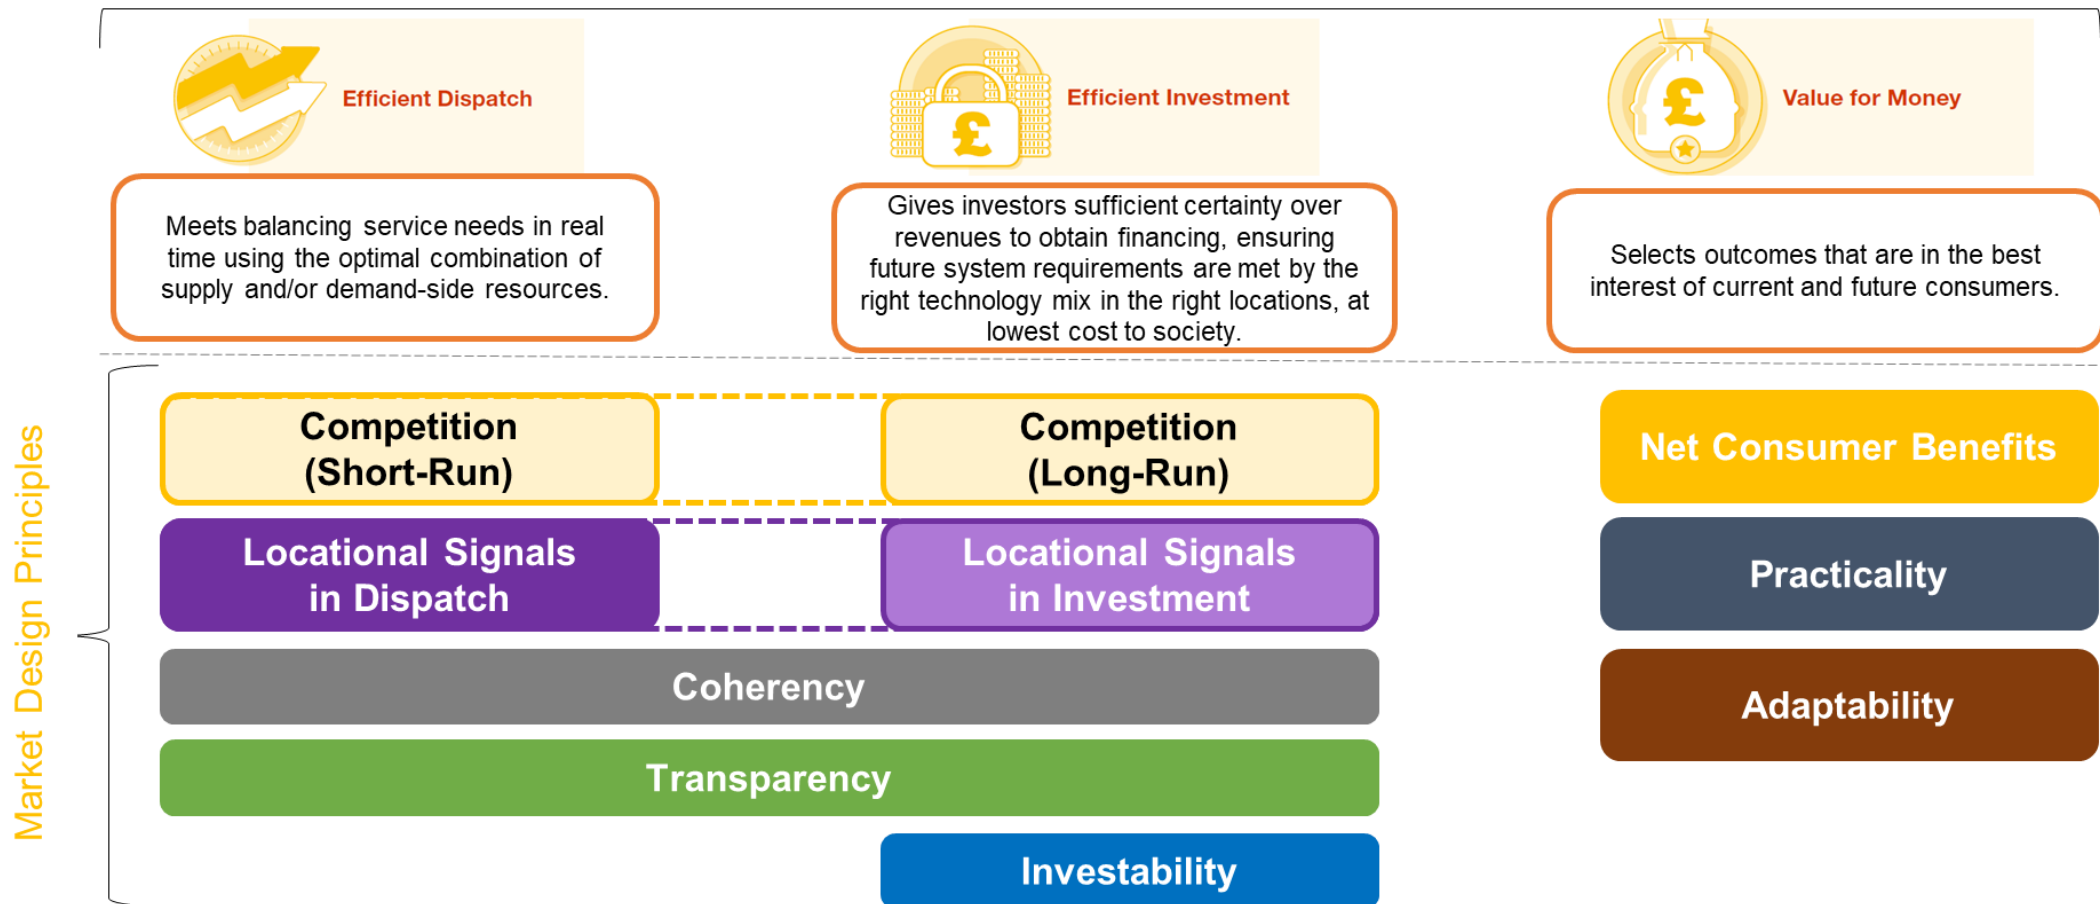 Efficient Dispatch
Efficient Investment
Value for Money
Meets balancing service needs in real
time using the optimal combination of
supply and/or demand-side resources.
Gives investors sufficient certainty over
revenues to obtain financing, ensuring
future system requirements are met by the
right technology mix in the right locations, at
lowest cost to society.
Selects outcomes that are in the best
interest of current and future consumers.
Market Design Principles
Competition
(Short-Run)
Competition
(Long-Run)
Net Consumer Benefits
Locational Signals
in Dispatch
Locational Signals
in Investment
Practicality
Coherency
Adaptability
Transparency
Investability